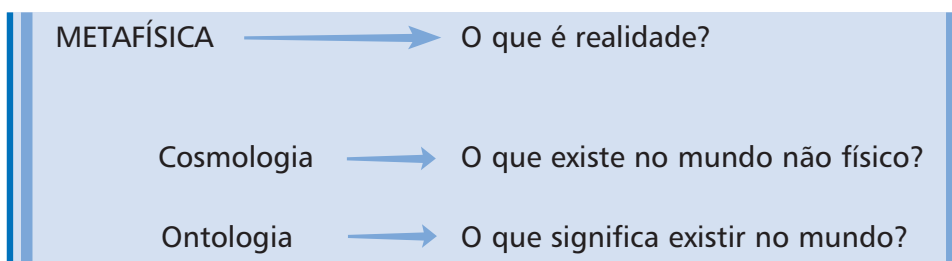 METAFÍSICA O que é realidade?
Cosmologia O que existe no mundo não físico?
Ontologia O que significa existir no mundo?